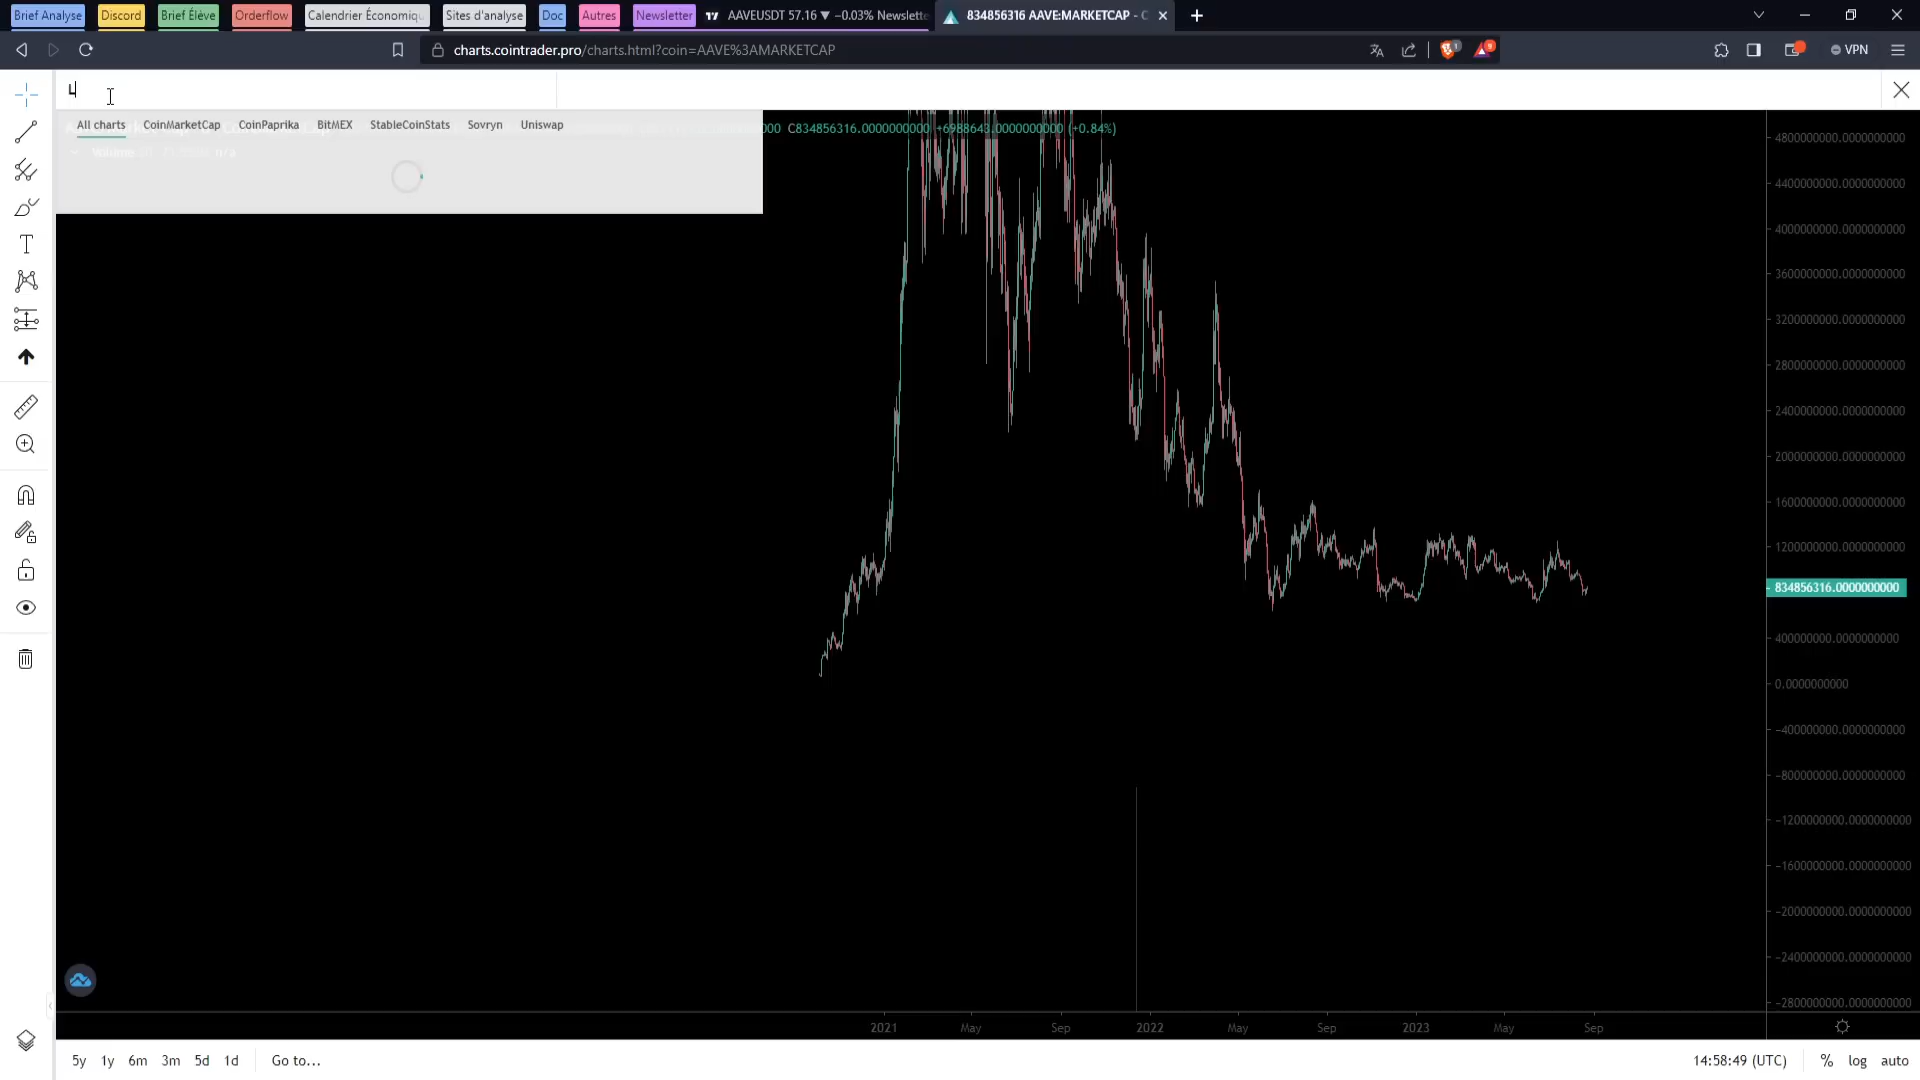 Brief Analyse Discord Brief Élève Orderflow Calendrier Économiqu Sites d'analyse Doc Autres Newsletter AAVEUSDT 57.16 ▼ −0.03% Newslette 834856316 AAVE:MARKETCAP - C
charts.cointrader.pro/charts.html?coin=AAVE%3AMARKETCAP 1 9 VPN
L
All charts CoinMarketCap CoinPaprika BitMEX StableCoinStats Sovryn Uniswap
000 C834856316.0000000000 +6988643.0000000000 (+0.84%)
Volume n/a
4800000000.0000000000
4400000000.0000000000
4000000000.0000000000
3600000000.0000000000
3200000000.0000000000
2800000000.0000000000
2400000000.0000000000
2000000000.0000000000
1600000000.0000000000
1200000000.0000000000
834856316.0000000000
400000000.0000000000
0.0000000000
−400000000.0000000000
−800000000.0000000000
−1200000000.0000000000
−1600000000.0000000000
−2000000000.0000000000
−2400000000.0000000000
−2800000000.0000000000
2021 May Sep 2022 May Sep 2023 May Sep
5y 1y 6m 3m 5d 1d Go to... 14:58:49 (UTC) % log auto